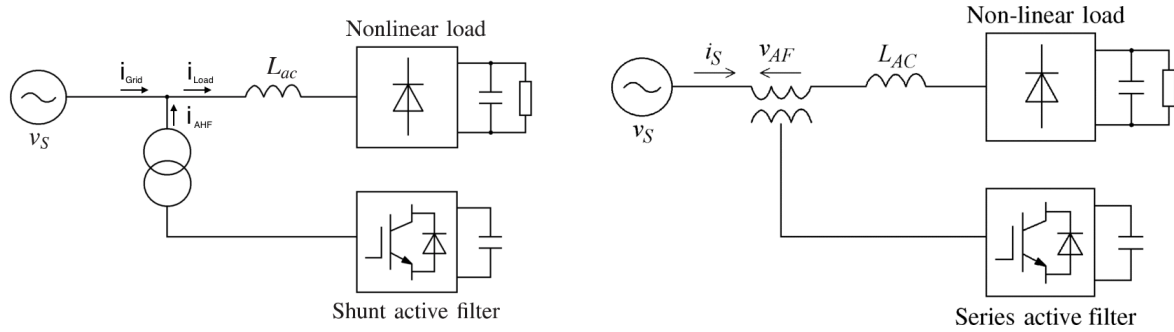 Nonlinear load
i_Grid
i_Load
L_ac
i_AHF
v_S
Shunt active filter
Non-linear load
i_S
v_AF
L_AC
v_S
Series active filter